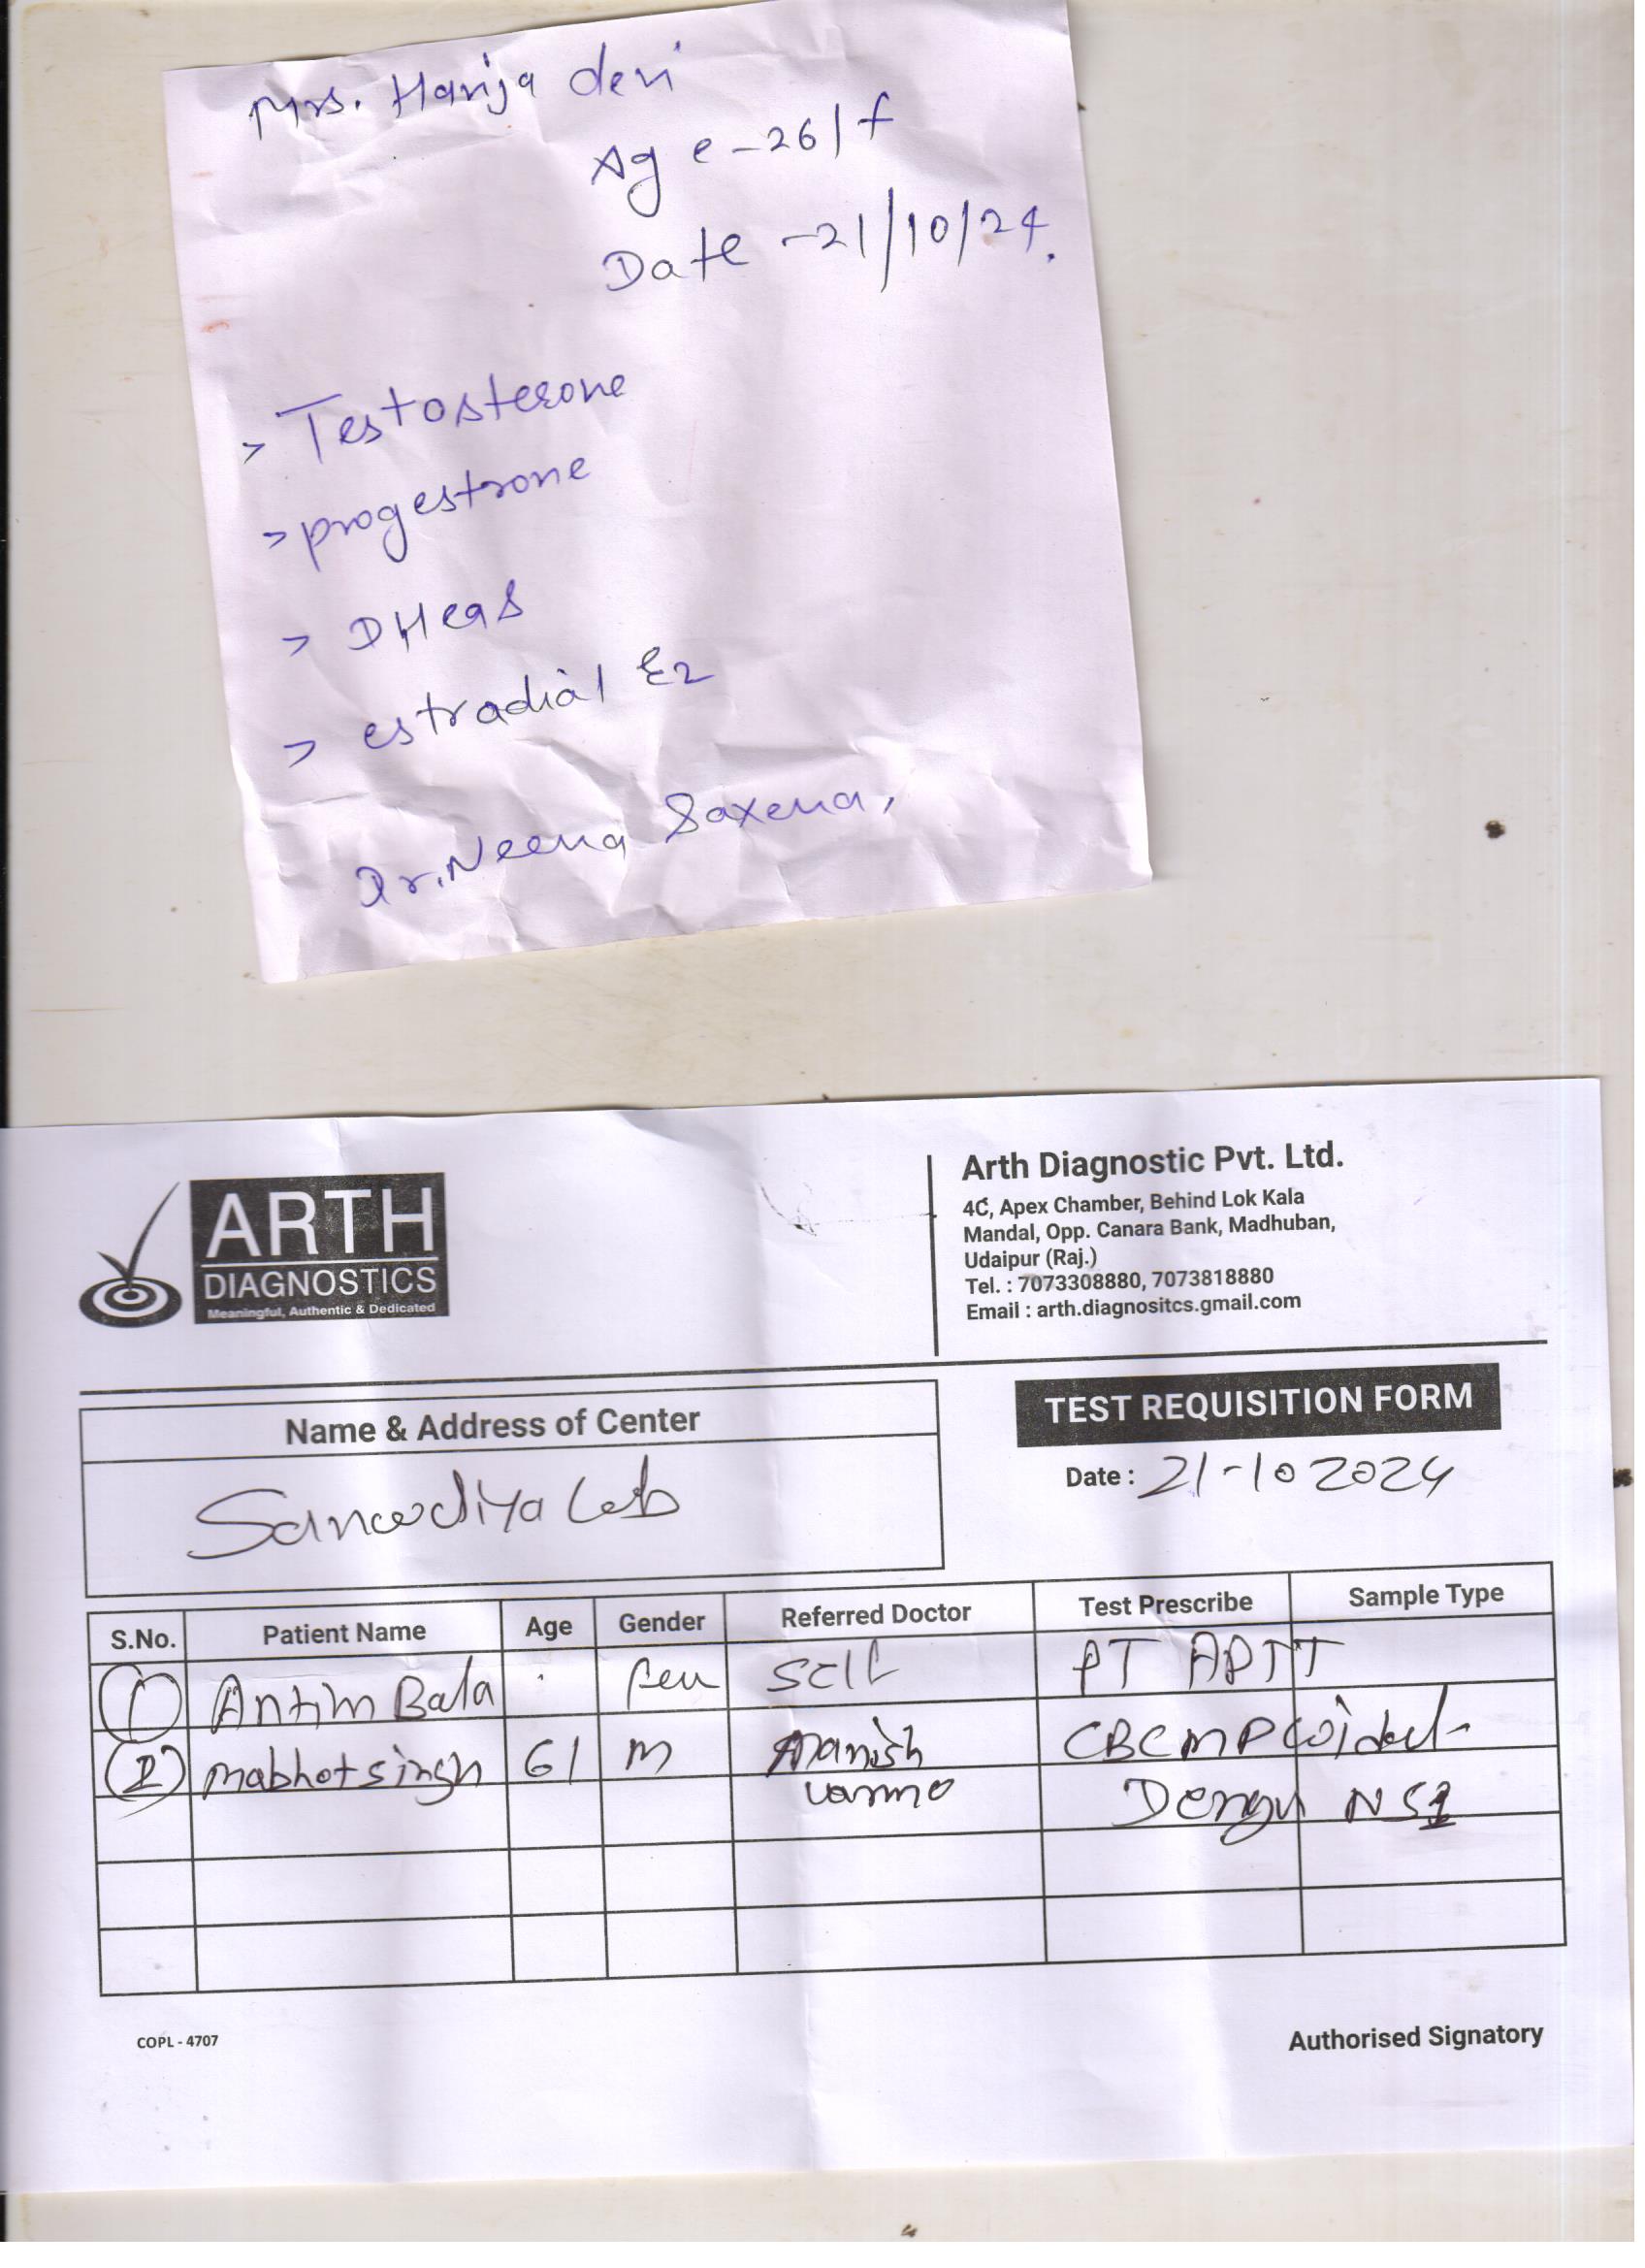 Mrs. Harija devi
Age - 26/f
Date - 21/10/24.
> Testosterone
> progestrone
> DHeas
> estradial E2
Dr. Neena Saxena,
ARTH
DIAGNOSTICS
Meaningful, Authentic & Dedicated
Arth Diagnostic Pvt. Ltd.
4C, Apex Chamber, Behind Lok Kala
Mandal, Opp. Canara Bank, Madhuban,
Udaipur (Raj.)
Tel. : 7073308880, 7073818880
Email : arth.diagnositcs.gmail.com
Name & Address of Center
TEST REQUISITION FORM
Lab
Date : 21-10 2024
S.No. Patient Name Age Gender Referred Doctor Test Prescribe Sample Type
(1) Antim Bala Fem Self PT APTT
(2) mabhotsingh 61 m Manish CBC MP widal
varma Dengu NS1
COPL - 4707
Authorised Signatory